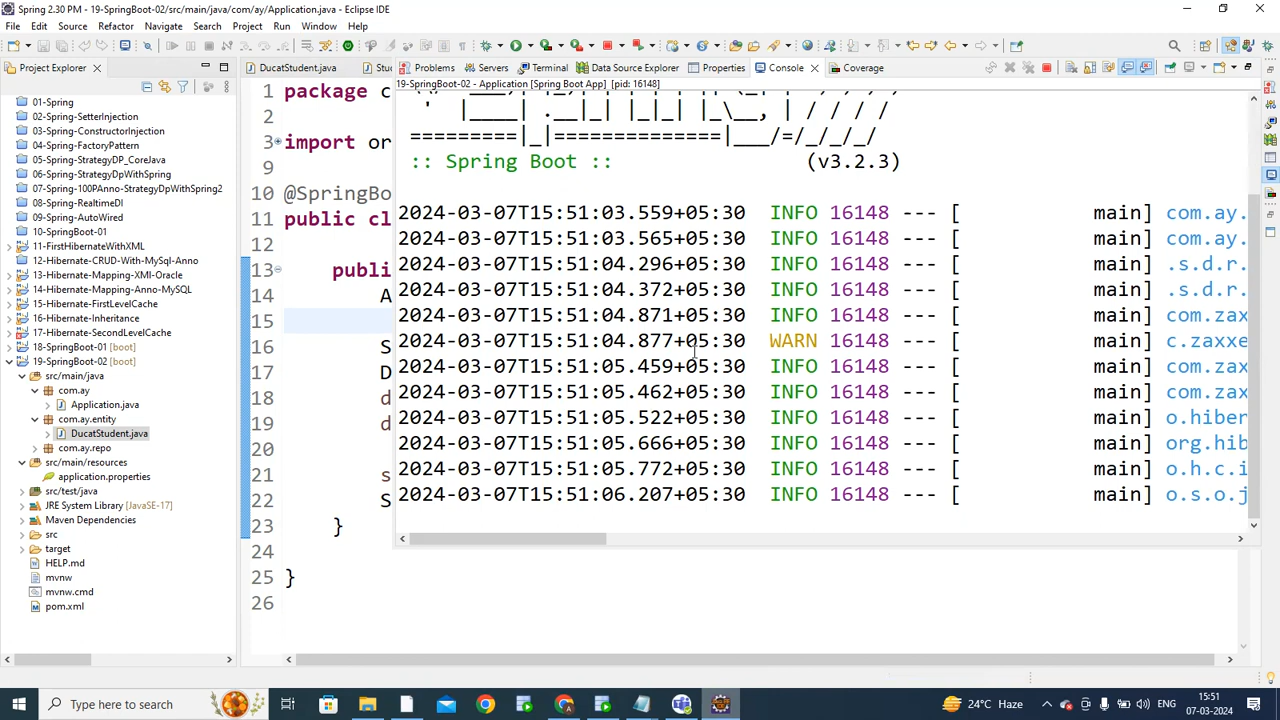 Spring 2.30 PM - 19-SpringBoot-02/src/main/java/com/ay/Application.java - Eclipse IDE
File Edit Source Refactor Navigate Search Project Run Window Help
Project Explorer
01-Spring
02-Spring-SetterInjection
03-Spring-ConstructorInjection
04-Spring-FactoryPattern
05-Spring-StrategyDP_CoreJava
06-Spring-StrategyDpWithSpring
07-Spring-100PAnno-StrategyDpWithSpring2
08-Spring-RealtimeDI
09-Spring-AutoWired
10-SpringBoot-01
11-FirstHibernateWithXML
12-Hibernate-CRUD-With-MySql-Anno
13-Hibernate-Mapping-XMl-Oracle
14-Hibernate-Mapping-Anno-MySQL
15-Hibernate-FirstLevelCache
16-Hibernate-Inheritance
17-Hibernate-SecondLevelCache
18-SpringBoot-01 [boot]
19-SpringBoot-02 [boot]
src/main/java
com.ay
Application.java
com.ay.entity
DucatStudent.java
com.ay.repo
src/main/resources
application.properties
src/test/java
JRE System Library [JavaSE-17]
Maven Dependencies
src
target
HELP.md
mvnw
mvnw.cmd
pom.xml
DucatStudent.java Stu
1 package c
2
3 import or
9
10 @SpringBo
11 public cl
12
13 publi
14 A
15
16 S
17 D
18 d
19 d
20
21 s
22 S
23 }
24
25 }
26
Problems Servers Terminal Data Source Explorer Properties Console Coverage
19-SpringBoot-02 - Application [Spring Boot App] [pid: 16148]
' |____| .__|_| |_|_| |_\__, | / / / /
=========|_|==============|___/=/_/_/_/
:: Spring Boot :: (v3.2.3)
2024-03-07T15:51:03.559+05:30 INFO 16148 --- [ main] com.ay.
2024-03-07T15:51:03.565+05:30 INFO 16148 --- [ main] com.ay.
2024-03-07T15:51:04.296+05:30 INFO 16148 --- [ main] .s.d.r.
2024-03-07T15:51:04.372+05:30 INFO 16148 --- [ main] .s.d.r.
2024-03-07T15:51:04.871+05:30 INFO 16148 --- [ main] com.zax
2024-03-07T15:51:04.877+05:30 WARN 16148 --- [ main] c.zaxxe
2024-03-07T15:51:05.459+05:30 INFO 16148 --- [ main] com.zax
2024-03-07T15:51:05.462+05:30 INFO 16148 --- [ main] com.zax
2024-03-07T15:51:05.522+05:30 INFO 16148 --- [ main] o.hiber
2024-03-07T15:51:05.666+05:30 INFO 16148 --- [ main] org.hib
2024-03-07T15:51:05.772+05:30 INFO 16148 --- [ main] o.h.c.i
2024-03-07T15:51:06.207+05:30 INFO 16148 --- [ main] o.s.o.j
Type here to search
24°C Haze
ENG
15:51
07-03-2024